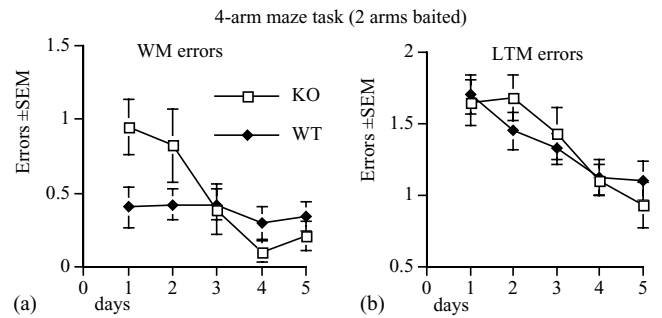 4-arm maze task (2 arms baited)
WM errors
Errors ±SEM
1.5
1
0.5
0
KO
WT
0 1 2 3 4 5
days
(a)
LTM errors
Errors ±SEM
2
1.5
1
0.5
0 1 2 3 4 5
days
(b)